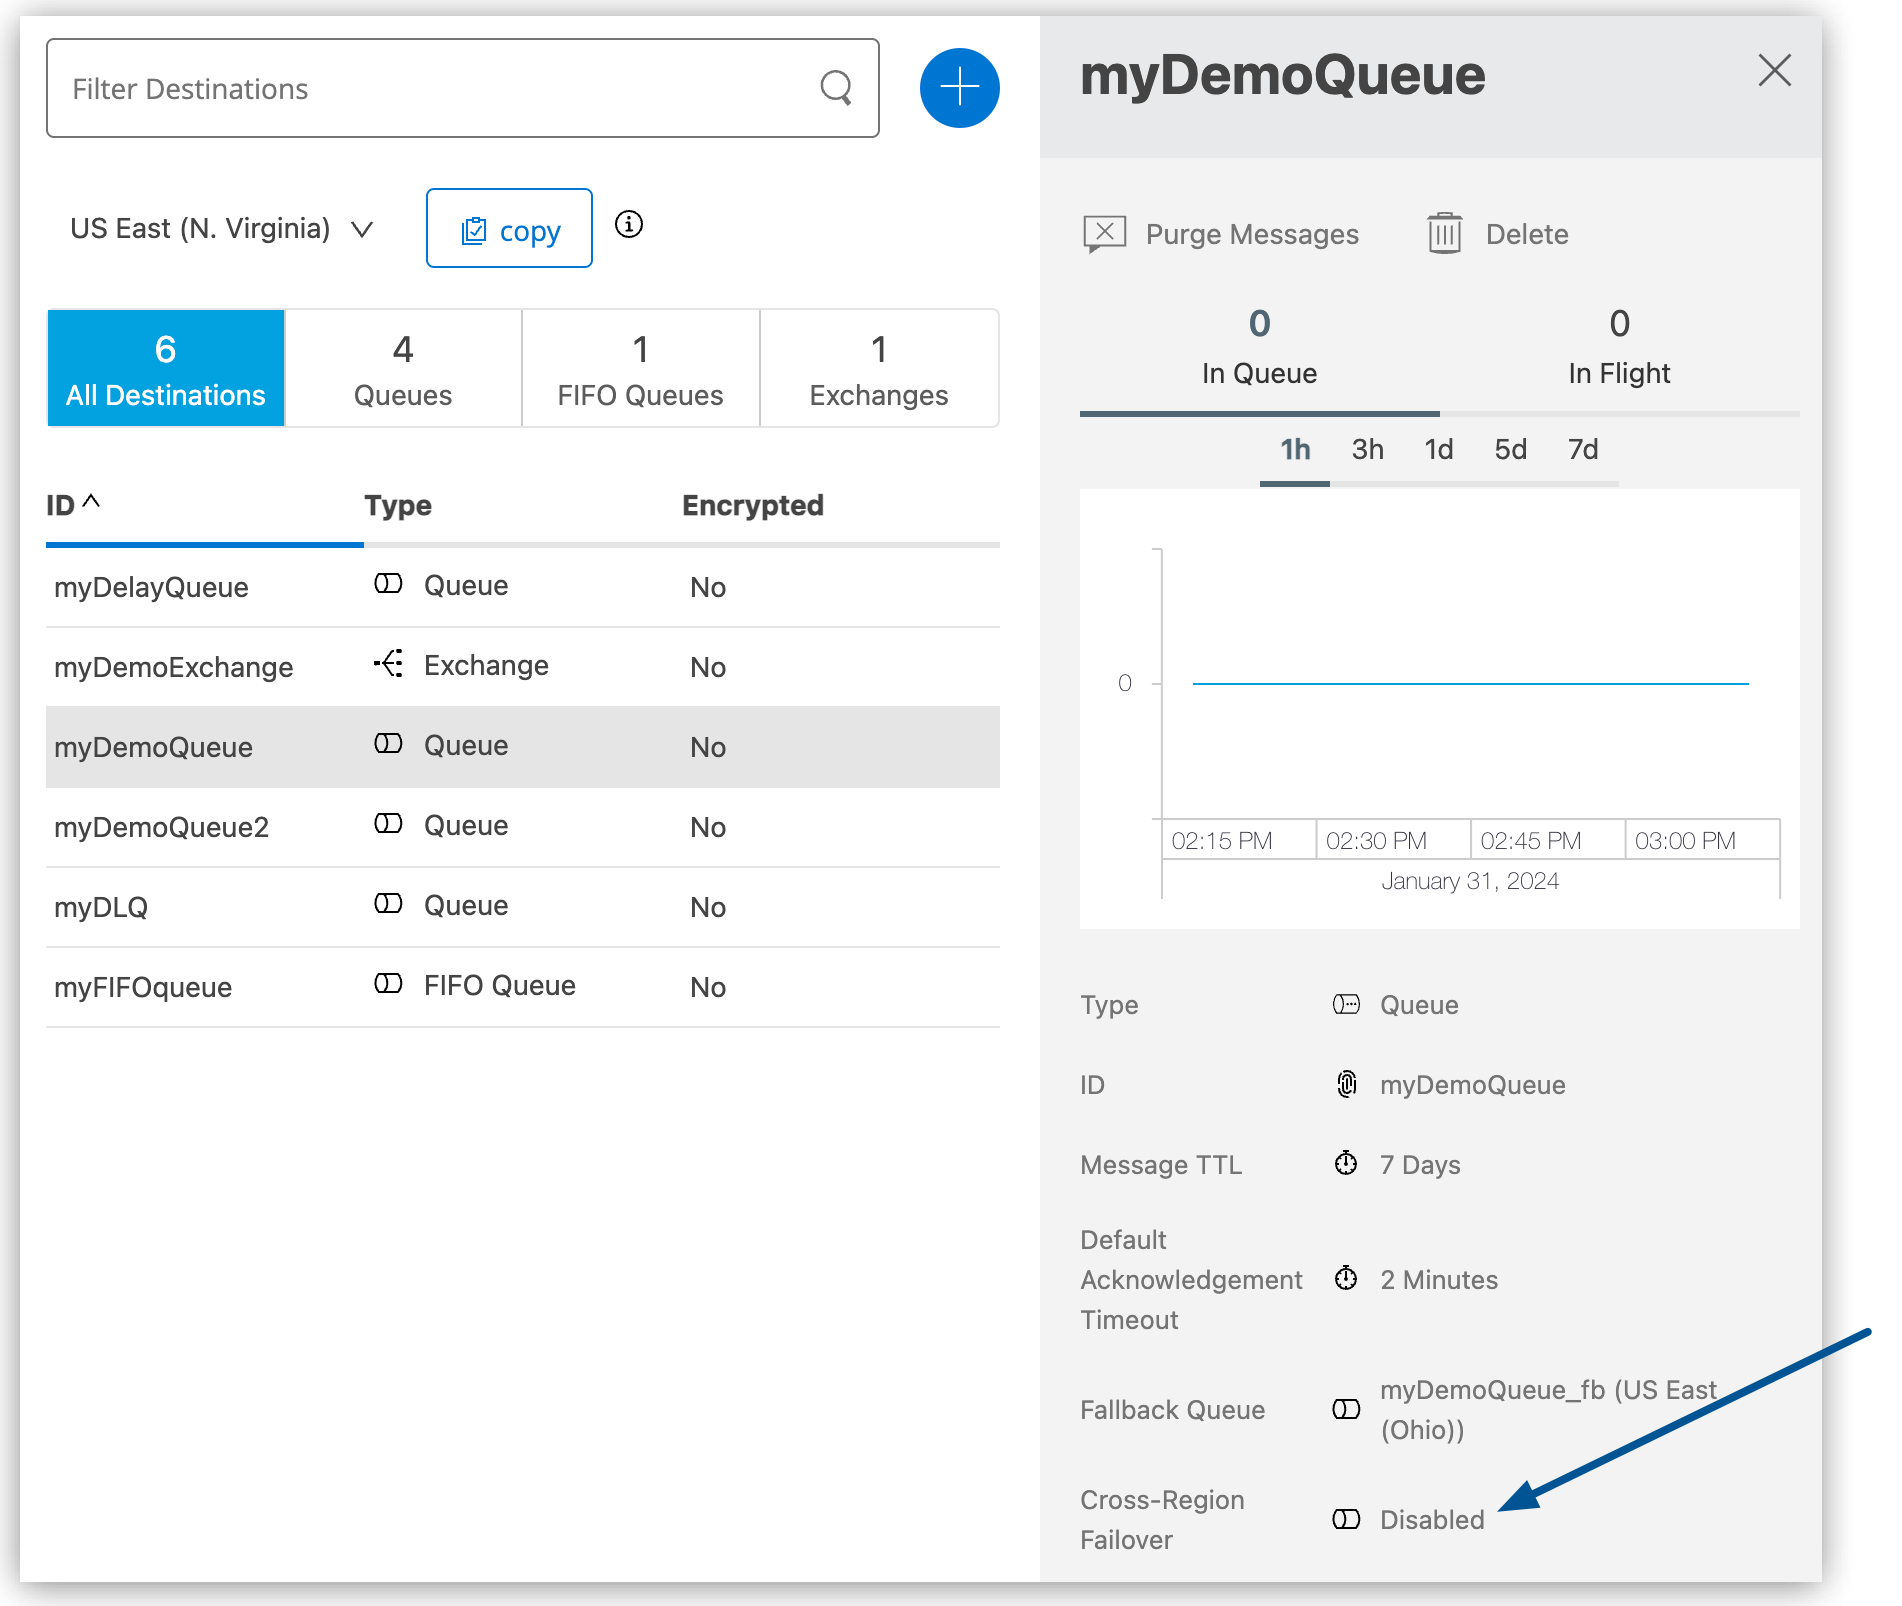 Filter Destinations
US East (N. Virginia)
copy
6
All Destinations
4
Queues
1
FIFO Queues
1
Exchanges
ID Type Encrypted
myDelayQueue Queue No
myDemoExchange Exchange No
myDemoQueue Queue No
myDemoQueue2 Queue No
myDLQ Queue No
myFIFOqueue FIFO Queue No
myDemoQueue
Purge Messages Delete
0
In Queue
0
In Flight
1h 3h 1d 5d 7d
0
02:15 PM 02:30 PM 02:45 PM 03:00 PM
January 31, 2024
Type Queue
ID myDemoQueue
Message TTL 7 Days
Default
Acknowledgement
Timeout
2 Minutes
Fallback Queue
myDemoQueue_fb (US East
(Ohio))
Cross-Region
Failover
Disabled